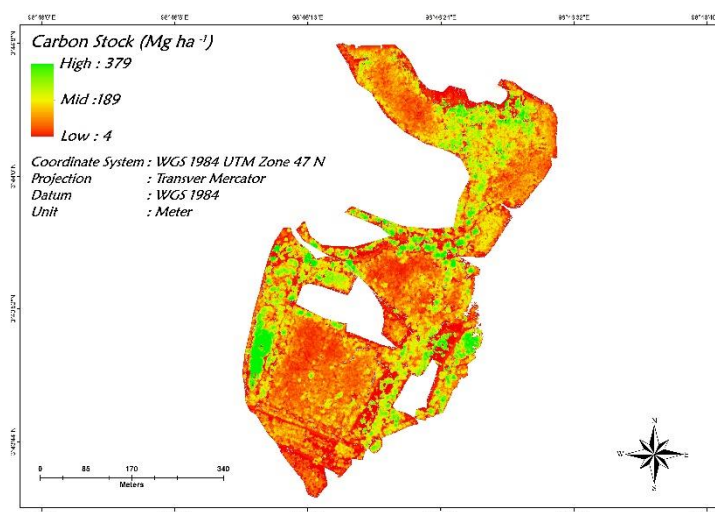 Carbon Stock (Mg ha -1)
High : 379
Mid :189
Low : 4
Coordinate System : WGS 1984 UTM Zone 47 N
Projection : Transver Mercator
Datum : WGS 1984
Unit : Meter
N
W E
S
0 85 170 340
Meters